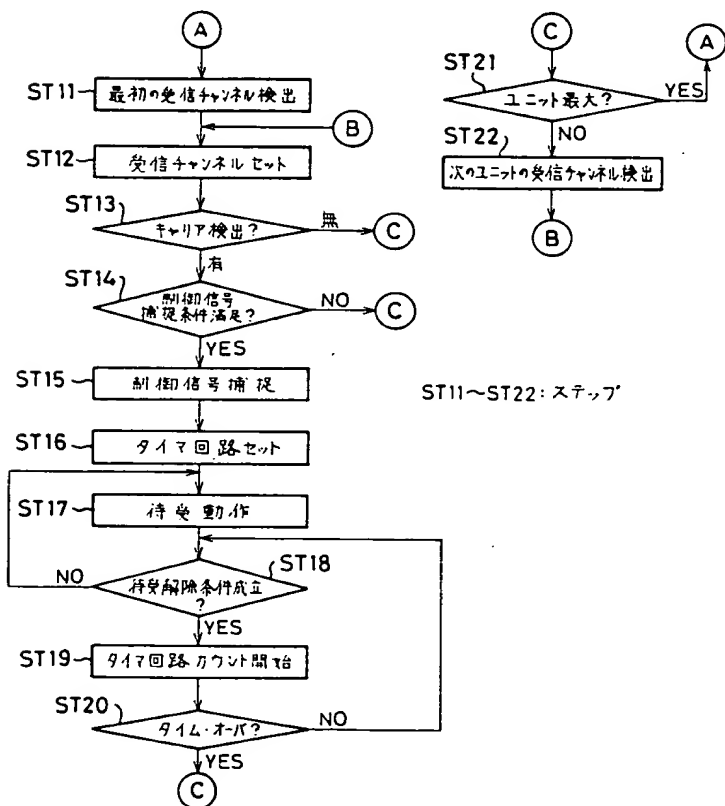 A
ST11 最初の受信チャンネル検出
B
ST12 受信チャンネルセット
ST13 キャリア検出?
無
C
有
ST14 制御信号
捕捉条件満足?
NO
C
YES
ST15 制御信号捕捉
ST16 タイマ回路セット
ST17 待受動作
ST18
待受解除条件成立
?
NO
YES
ST19 タイマ回路カウント開始
ST20 タイム・オーバ?
NO
YES
C
C
A
ST21
ユニット最大?
YES
NO
ST22
次のユニットの受信チャンネル検出
B
ST11~ST22:ステップ